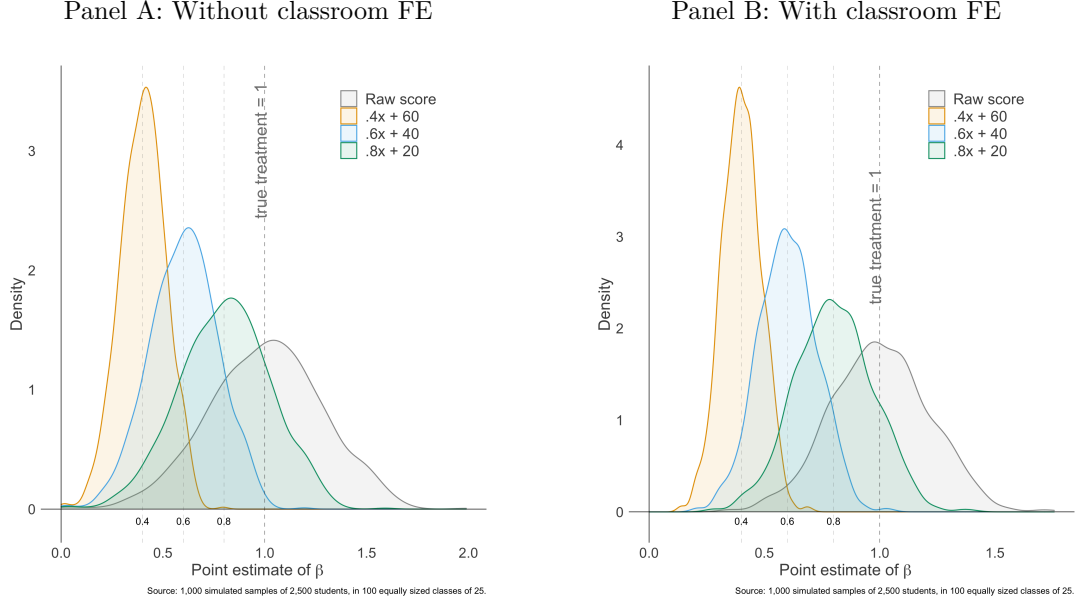 Panel A: Without classroom FE
Raw score
.4x + 60
.6x + 40
.8x + 20
true treatment = 1
Density
3
2
1
0
0.4
0.6
0.8
0.0
0.5
1.0
1.5
2.0
Point estimate of β
Source: 1,000 simulated samples of 2,500 students, in 100 equally sized classes of 25.
Panel B: With classroom FE
Raw score
.4x + 60
.6x + 40
.8x + 20
true treatment = 1
Density
4
3
2
1
0
0.4
0.6
0.8
0.0
0.5
1.0
1.5
Point estimate of β
Source: 1,000 simulated samples of 2,500 students, in 100 equally sized classes of 25.